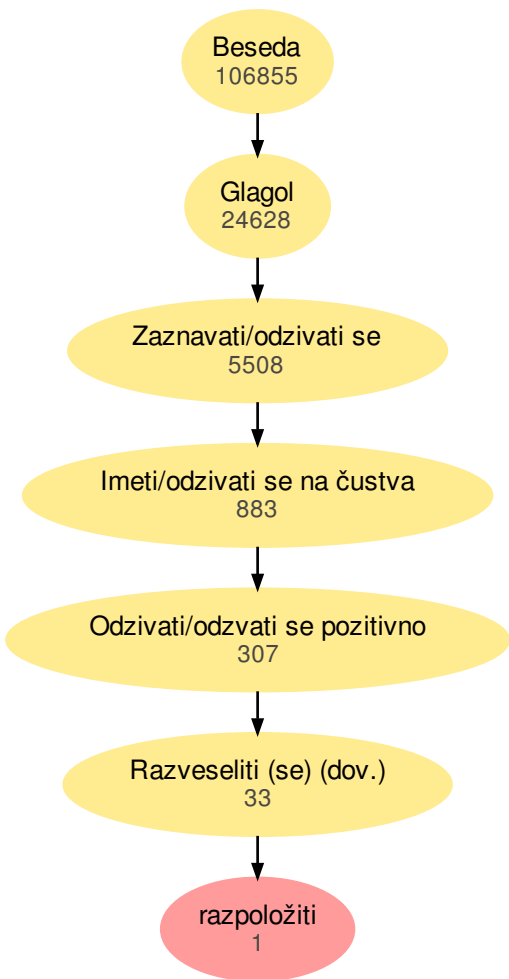 Beseda
106855
Glagol
24628
Zaznavati/odzivati se
5508
Imeti/odzivati se na čustva
883
Odzivati/odzvati se pozitivno
307
Razveseliti (se) (dov.)
33
razpoložiti
1